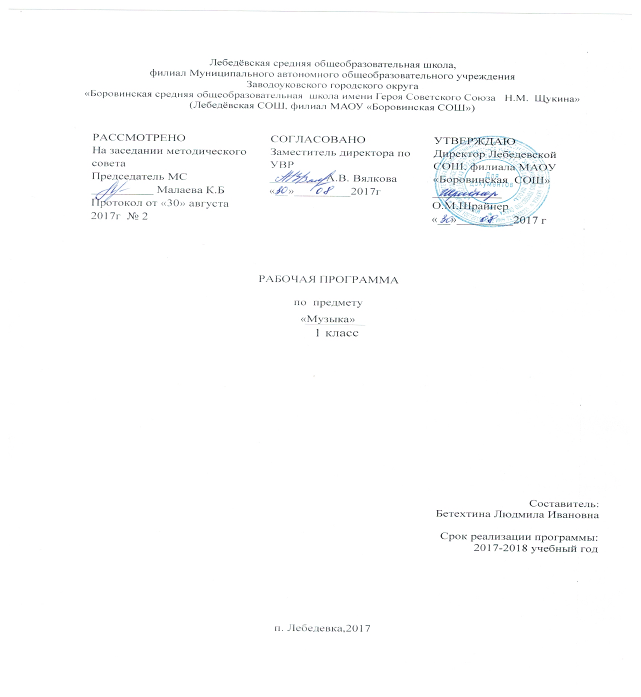 Лебедёвская средняя общеобразовательная школа,
филиал Муниципального автономного общеобразовательного учреждения
Заводоуковского городского округа
«Боровинская средняя общеобразовательная школа имени Героя Советского Союза Н.М. Щукина»
(Лебедёвская СОШ, филиал МАОУ «Боровинская СОШ»)
РАССМОТРЕНО
На заседании методического
совета
Председатель МС
__________ Малаева К.Б
Протокол от «30» августа
2017г № 2
СОГЛАСОВАНО
Заместитель директора по
УВР
А.В. Вялкова
«30» 08 2017г
УТВЕРЖДАЮ
Директор Лебедевской
СОШ, филиала МАОУ
«Боровинская СОШ»
О.М.Шрайнер
«30» 08 2017 г
РАБОЧАЯ ПРОГРАММА
по предмету
«Музыка»
1 класс
Составитель:
Бетехтина Людмила Ивановна
Срок реализации программы:
2017-2018 учебный год
п. Лебедевка,2017